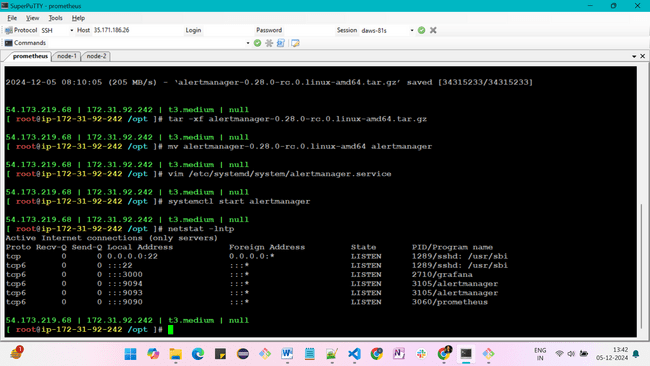 SuperPuTTY - prometheus
File View Tools Help
Protocol SSH Host 35.171.186.26 Login Password Session daws-81s
Commands
prometheus node-1 node-2
2024-12-05 08:10:05 (205 MB/s) - ‘alertmanager-0.28.0-rc.0.linux-amd64.tar.gz’ saved [34315233/34315233]
54.173.219.68 | 172.31.92.242 | t3.medium | null
[ root@ip-172-31-92-242 /opt ]# tar -xf alertmanager-0.28.0-rc.0.linux-amd64.tar.gz
54.173.219.68 | 172.31.92.242 | t3.medium | null
[ root@ip-172-31-92-242 /opt ]# mv alertmanager-0.28.0-rc.0.linux-amd64 alertmanager
54.173.219.68 | 172.31.92.242 | t3.medium | null
[ root@ip-172-31-92-242 /opt ]# vim /etc/systemd/system/alertmanager.service
54.173.219.68 | 172.31.92.242 | t3.medium | null
[ root@ip-172-31-92-242 /opt ]# systemctl start alertmanager
54.173.219.68 | 172.31.92.242 | t3.medium | null
[ root@ip-172-31-92-242 /opt ]# netstat -lntp
Active Internet connections (only servers)
Proto Recv-Q Send-Q Local Address Foreign Address State PID/Program name
tcp 0 0 0.0.0.0:22 0.0.0.0:* LISTEN 1289/sshd: /usr/sbi
tcp6 0 0 :::22 :::* LISTEN 1289/sshd: /usr/sbi
tcp6 0 0 :::3000 :::* LISTEN 2710/grafana
tcp6 0 0 :::9094 :::* LISTEN 3105/alertmanager
tcp6 0 0 :::9093 :::* LISTEN 3105/alertmanager
tcp6 0 0 :::9090 :::* LISTEN 3060/prometheus
54.173.219.68 | 172.31.92.242 | t3.medium | null
[ root@ip-172-31-92-242 /opt ]#
ENG
IN
13:42
05-12-2024